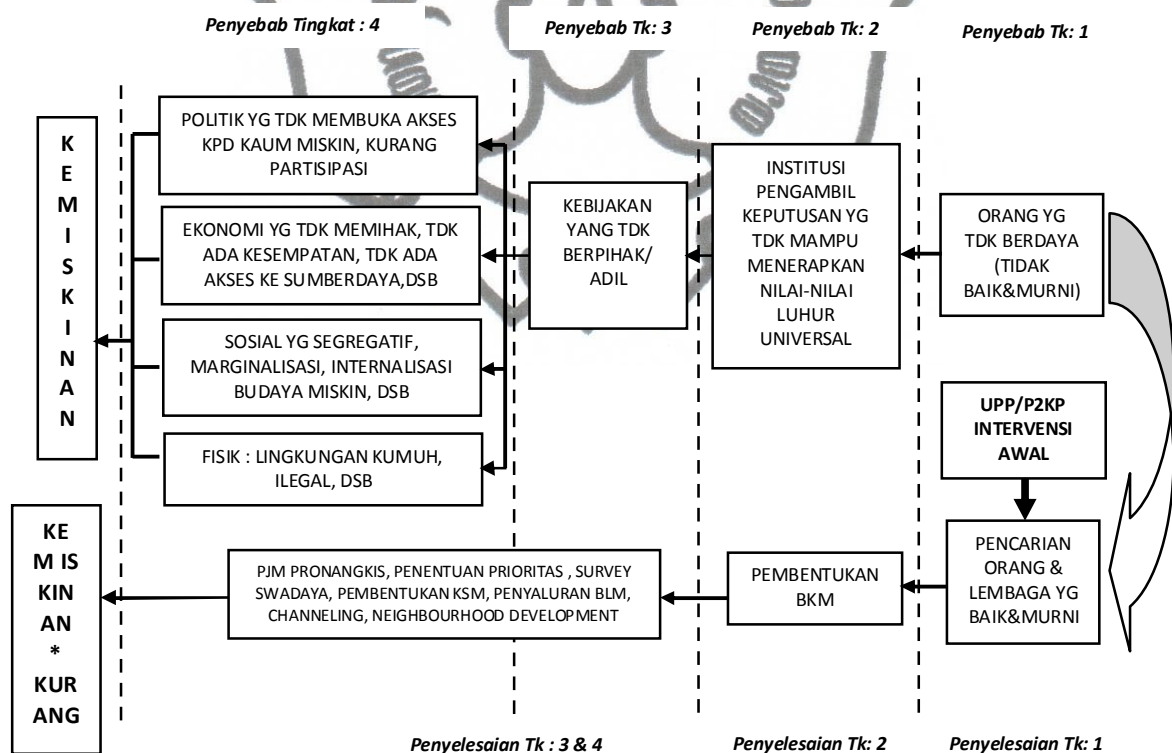 Penyebab Tingkat : 4
Penyebab Tk: 3
Penyebab Tk: 2
Penyebab Tk: 1
K
E
M
I
S
K
I
N
A
N
POLITIK YG TDK MEMBUKA AKSES
KPD KAUM MISKIN, KURANG
PARTISIPASI
EKONOMI YG TDK MEMIHAK, TDK
ADA KESEMPATAN, TDK ADA
AKSES KE SUMBERDAYA,DSB
SOSIAL YG SEGREGATIF,
MARGINALISASI, INTERNALISASI
BUDAYA MISKIN, DSB
FISIK : LINGKUNGAN KUMUH,
ILEGAL, DSB
KEBIJAKAN
YANG TDK
BERPIHAK/
ADIL
INSTITUSI
PENGAMBIL
KEPUTUSAN YG
TDK MAMPU
MENERAPKAN
NILAI-NILAI
LUHUR
UNIVERSAL
ORANG YG
TDK BERDAYA
(TIDAK
BAIK&MURNI)
UPP/P2KP
INTERVENSI
AWAL
KE
M IS
KIN
AN
*
KUR
ANG
PJM PRONANGKIS, PENENTUAN PRIORITAS , SURVEY
SWADAYA, PEMBENTUKAN KSM, PENYALURAN BLM,
CHANNELING, NEIGHBOURHOOD DEVELOPMENT
PEMBENTUKAN
BKM
PENCARIAN
ORANG &
LEMBAGA YG
BAIK&MURNI
Penyelesaian Tk : 3 & 4
Penyelesaian Tk: 2
Penyelesaian Tk: 1